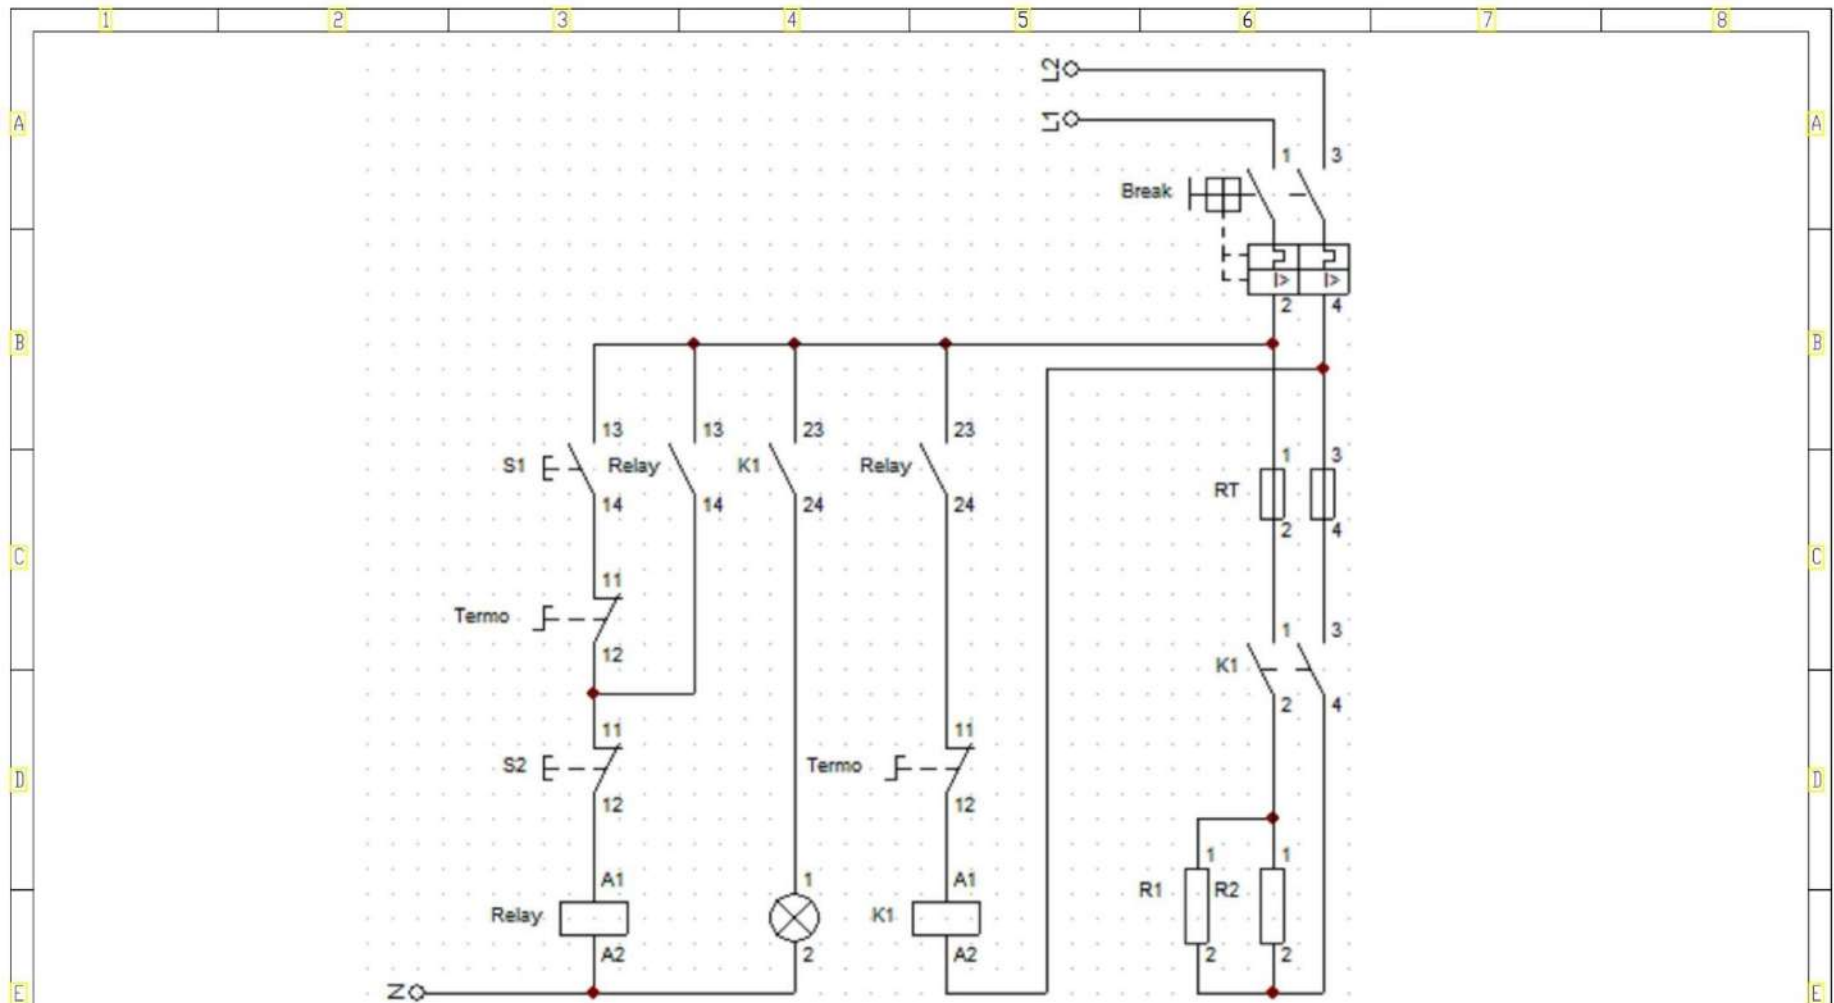 1 2 3 4 5 6 7 8
L2
A A
L1
1 3
Break
I> I>
2 4
B B
13 13 23 23
1 3
S1 Relay K1 Relay
RT
14 14 24 24
2 4
C C
11
Termo
1 3
12
K1
2 4
11 11
S2 Termo
D D
12 12
1 1
A1 1 A1
R1 R2
Relay K1
A2 2 A2 2 2
N
E E